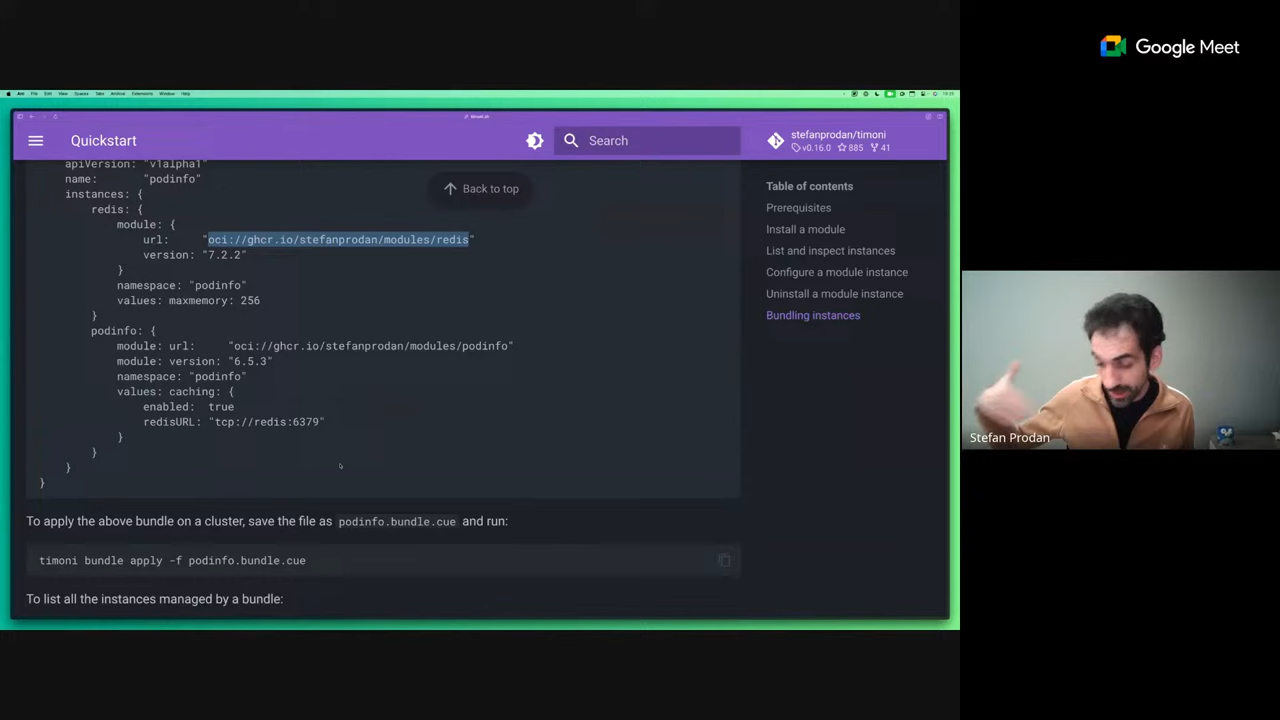 Google Meet
Quickstart
Search
stefanprodan/timoni
v0.16.0 885 41
apiVersion: "v1alpha1"
name: "podinfo"
instances: {
redis: {
module: {
url: "oci://ghcr.io/stefanprodan/modules/redis"
version: "7.2.2"
}
namespace: "podinfo"
values: maxmemory: 256
}
podinfo: {
module: url: "oci://ghcr.io/stefanprodan/modules/podinfo"
module: version: "6.5.3"
namespace: "podinfo"
values: caching: {
enabled: true
redisURL: "tcp://redis:6379"
}
}
}
}
Back to top
To apply the above bundle on a cluster, save the file as podinfo.bundle.cue and run:
timoni bundle apply -f podinfo.bundle.cue
To list all the instances managed by a bundle:
Table of contents
Prerequisites
Install a module
List and inspect instances
Configure a module instance
Uninstall a module instance
Bundling instances
Stefan Prodan